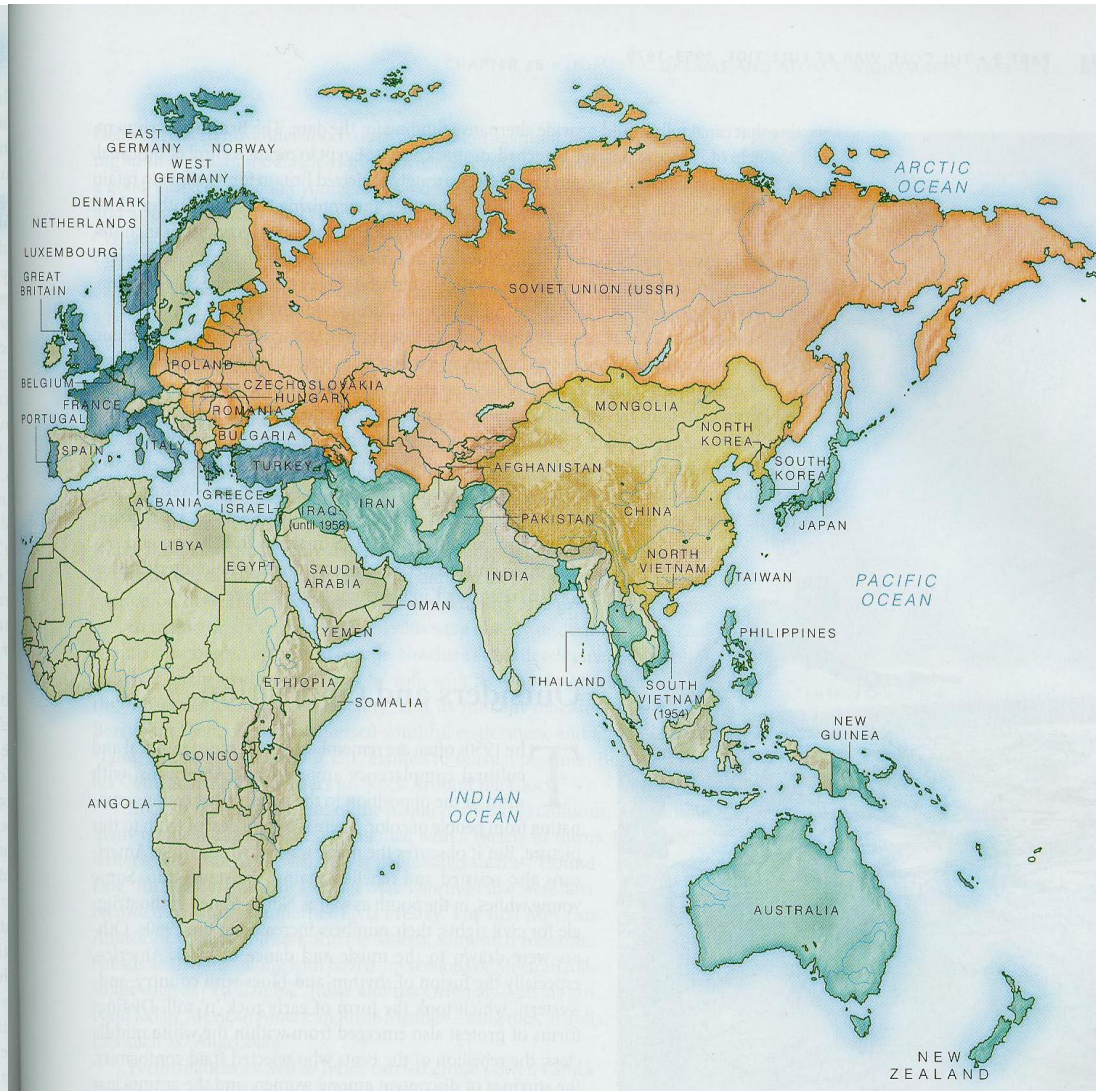 EAST
GERMANY
NORWAY
WEST
GERMANY
DENMARK
NETHERLANDS
LUXEMBOURG
GREAT
BRITAIN
ARCTIC
OCEAN
SOVIET UNION (USSR)
POLAND
BELGIUM
CZECHOSLOVAKIA
HUNGARY
FRANCE
ROMANIA
PORTUGAL
BULGARIA
ITALY
SPAIN
TURKEY
MONGOLIA
NORTH
KOREA
SOUTH
KOREA
JAPAN
AFGHANISTAN
ALBANIA
GREECE
ISRAEL
IRAQ
(until 1958)
IRAN
PAKISTAN
CHINA
LIBYA
EGYPT
SAUDI
ARABIA
INDIA
NORTH
VIETNAM
TAIWAN
PACIFIC
OCEAN
OMAN
YEMEN
PHILIPPINES
ETHIOPIA
THAILAND
SOUTH
VIETNAM
(1954)
SOMALIA
NEW
GUINEA
CONGO
ANGOLA
INDIAN
OCEAN
AUSTRALIA
NEW
ZEALAND